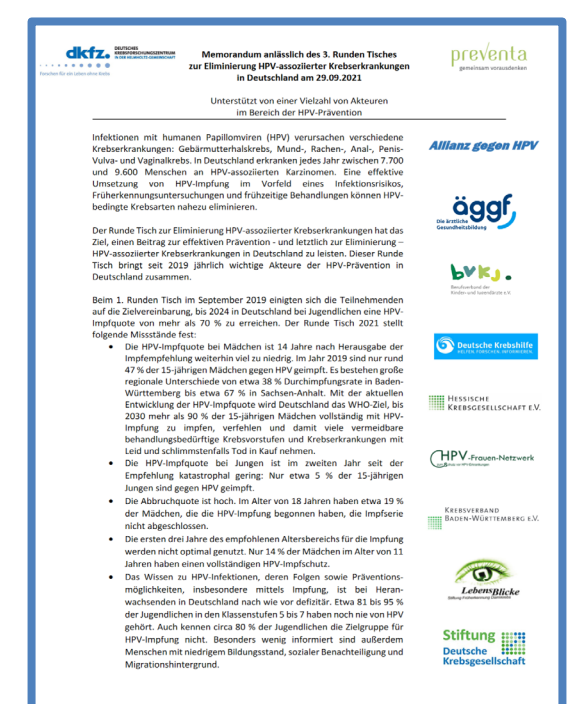 dkfz. DEUTSCHES
KREBSFORSCHUNGSZENTRUM
IN DER HELMHOLTZ-GEMEINSCHAFT
Forschen für ein Leben ohne Krebs
Memorandum anlässlich des 3. Runden Tisches
zur Eliminierung HPV-assoziierter Krebserkrankungen
in Deutschland am 29.09.2021
preventa
gemeinsam vorausdenken
Unterstützt von einer Vielzahl von Akteuren
im Bereich der HPV-Prävention
Infektionen mit humanen Papillomviren (HPV) verursachen verschiedene
Krebserkrankungen: Gebärmutterhalskrebs, Mund-, Rachen-, Anal-, Penis-
Vulva- und Vaginalkrebs. In Deutschland erkranken jedes Jahr zwischen 7.700
und 9.600 Menschen an HPV-assoziierten Karzinomen. Eine effektive
Umsetzung von HPV-Impfung im Vorfeld eines Infektionsrisikos,
Früherkennungsuntersuchungen und frühzeitige Behandlungen können HPV-
bedingte Krebsarten nahezu eliminieren.
Der Runde Tisch zur Eliminierung HPV-assoziierter Krebserkrankungen hat das
Ziel, einen Beitrag zur effektiven Prävention - und letztlich zur Eliminierung –
HPV-assoziierter Krebserkrankungen in Deutschland zu leisten. Dieser Runde
Tisch bringt seit 2019 jährlich wichtige Akteure der HPV-Prävention in
Deutschland zusammen.
Beim 1. Runden Tisch im September 2019 einigten sich die Teilnehmenden
auf die Zielvereinbarung, bis 2024 in Deutschland bei Jugendlichen eine HPV-
Impfquote von mehr als 70 % zu erreichen. Der Runde Tisch 2021 stellt
folgende Missstände fest:
• Die HPV-Impfquote bei Mädchen ist 14 Jahre nach Herausgabe der
Impfempfehlung weiterhin viel zu niedrig. Im Jahr 2019 sind nur rund
47 % der 15-jährigen Mädchen gegen HPV geimpft. Es bestehen große
regionale Unterschiede von etwa 38 % Durchimpfungsrate in Baden-
Württemberg bis etwa 67 % in Sachsen-Anhalt. Mit der aktuellen
Entwicklung der HPV-Impfquote wird Deutschland das WHO-Ziel, bis
2030 mehr als 90 % der 15-jährigen Mädchen vollständig mit HPV-
Impfung zu impfen, verfehlen und damit viele vermeidbare
behandlungsbedürftige Krebsvorstufen und Krebserkrankungen mit
Leid und schlimmstenfalls Tod in Kauf nehmen.
• Die HPV-Impfquote bei Jungen ist im zweiten Jahr seit der
Empfehlung katastrophal gering: Nur etwa 5 % der 15-jährigen
Jungen sind gegen HPV geimpft.
• Die Abbruchquote ist hoch. Im Alter von 18 Jahren haben etwa 19 %
der Mädchen, die die HPV-Impfung begonnen haben, die Impfserie
nicht abgeschlossen.
• Die ersten drei Jahre des empfohlenen Altersbereichs für die Impfung
werden nicht optimal genutzt. Nur 14 % der Mädchen im Alter von 11
Jahren haben einen vollständigen HPV-Impfschutz.
• Das Wissen zu HPV-Infektionen, deren Folgen sowie Präventions-
möglichkeiten, insbesondere mittels Impfung, ist bei Heran-
wachsenden in Deutschland nach wie vor defizitär. Etwa 81 bis 95 %
der Jugendlichen in den Klassenstufen 5 bis 7 haben noch nie von HPV
gehört. Auch kennen circa 80 % der Jugendlichen die Zielgruppe für
HPV-Impfung nicht. Besonders wenig informiert sind außerdem
Menschen mit niedrigem Bildungsstand, sozialer Benachteiligung und
Migrationshintergrund.
Allianz gegen HPV
äggf
Die ärztliche
Gesundheitsbildung
bvkj.
Berufsverband der
Kinder- und Jugendärzte e.V.
Deutsche Krebshilfe
HELFEN. FORSCHEN. INFORMIEREN.
HESSISCHE
KREBSGESELLSCHAFT E.V.
HPV-Frauen-Netzwerk
KREBSVERBAND
BADEN-WÜRTTEMBERG E.V.
LebensBlicke
Stiftung Früherkennung Darmkrebs
Stiftung
Deutsche
Krebsgesellschaft